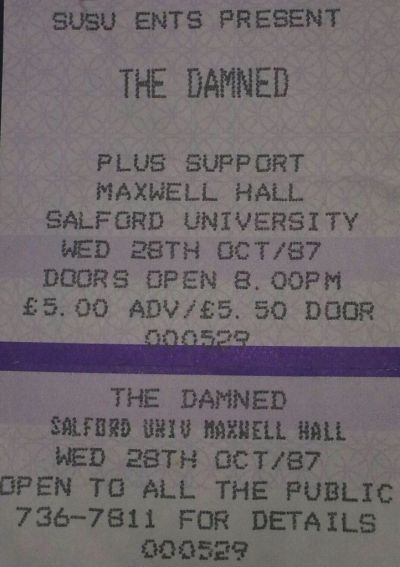 SUSU ENTS PRESENT
THE DAMNED
PLUS SUPPORT
MAXWELL HALL
SALFORD UNIVERSITY
WED 28TH OCT/87
DOORS OPEN 8.00PM
£5.00 ADV/£5.50 DOOR
000529
THE DAMNED
SALFORD UNIV MAXWELL HALL
WED 28TH OCT/87
OPEN TO ALL THE PUBLIC
736-7811 FOR DETAILS
000529